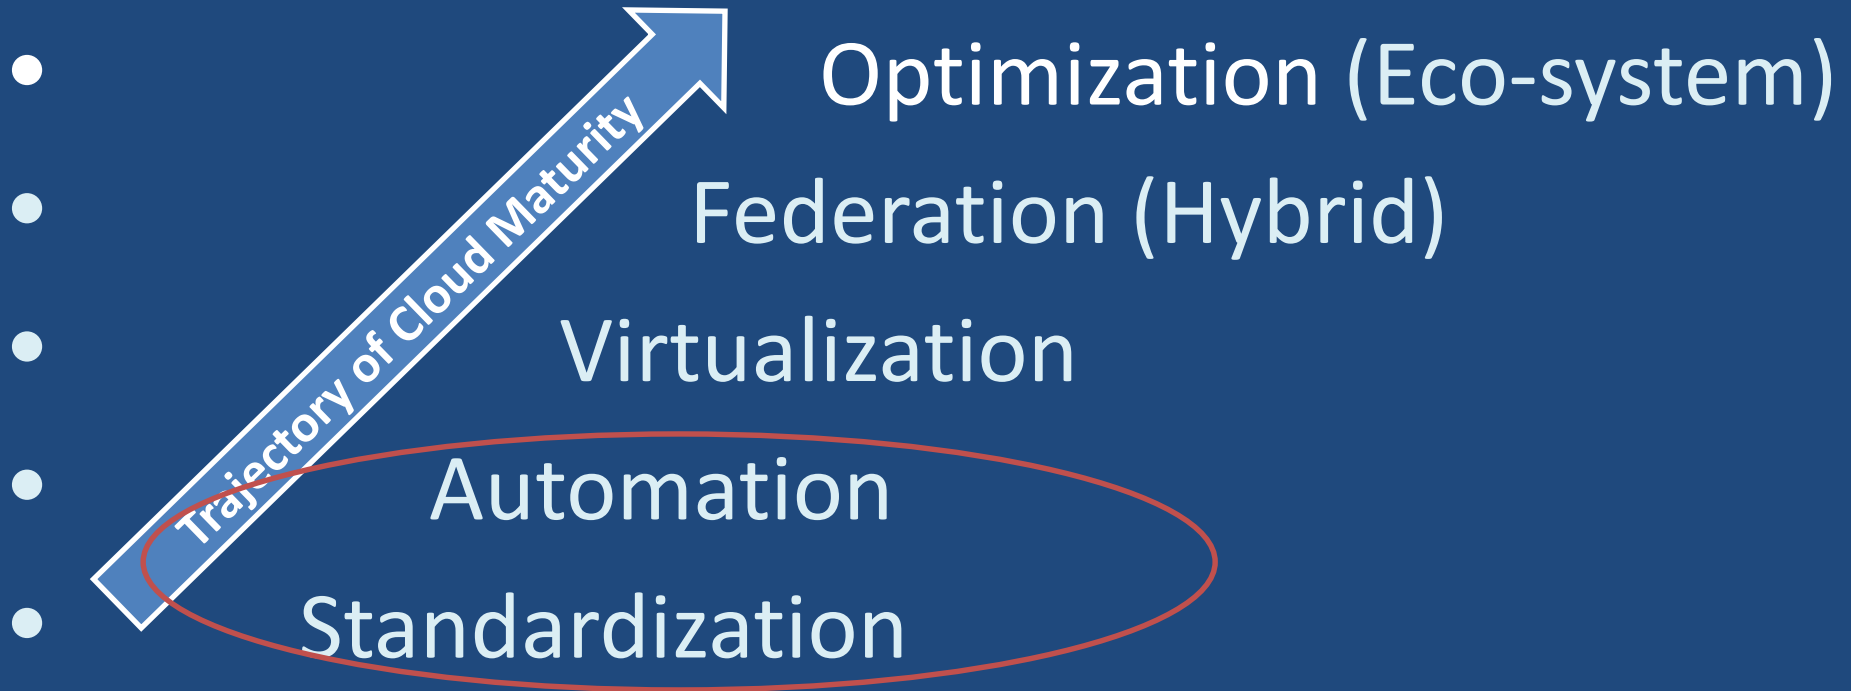 Optimization (Eco-system)
Federation (Hybrid)
Virtualization
Automation
Standardization
Trajectory of Cloud Maturity